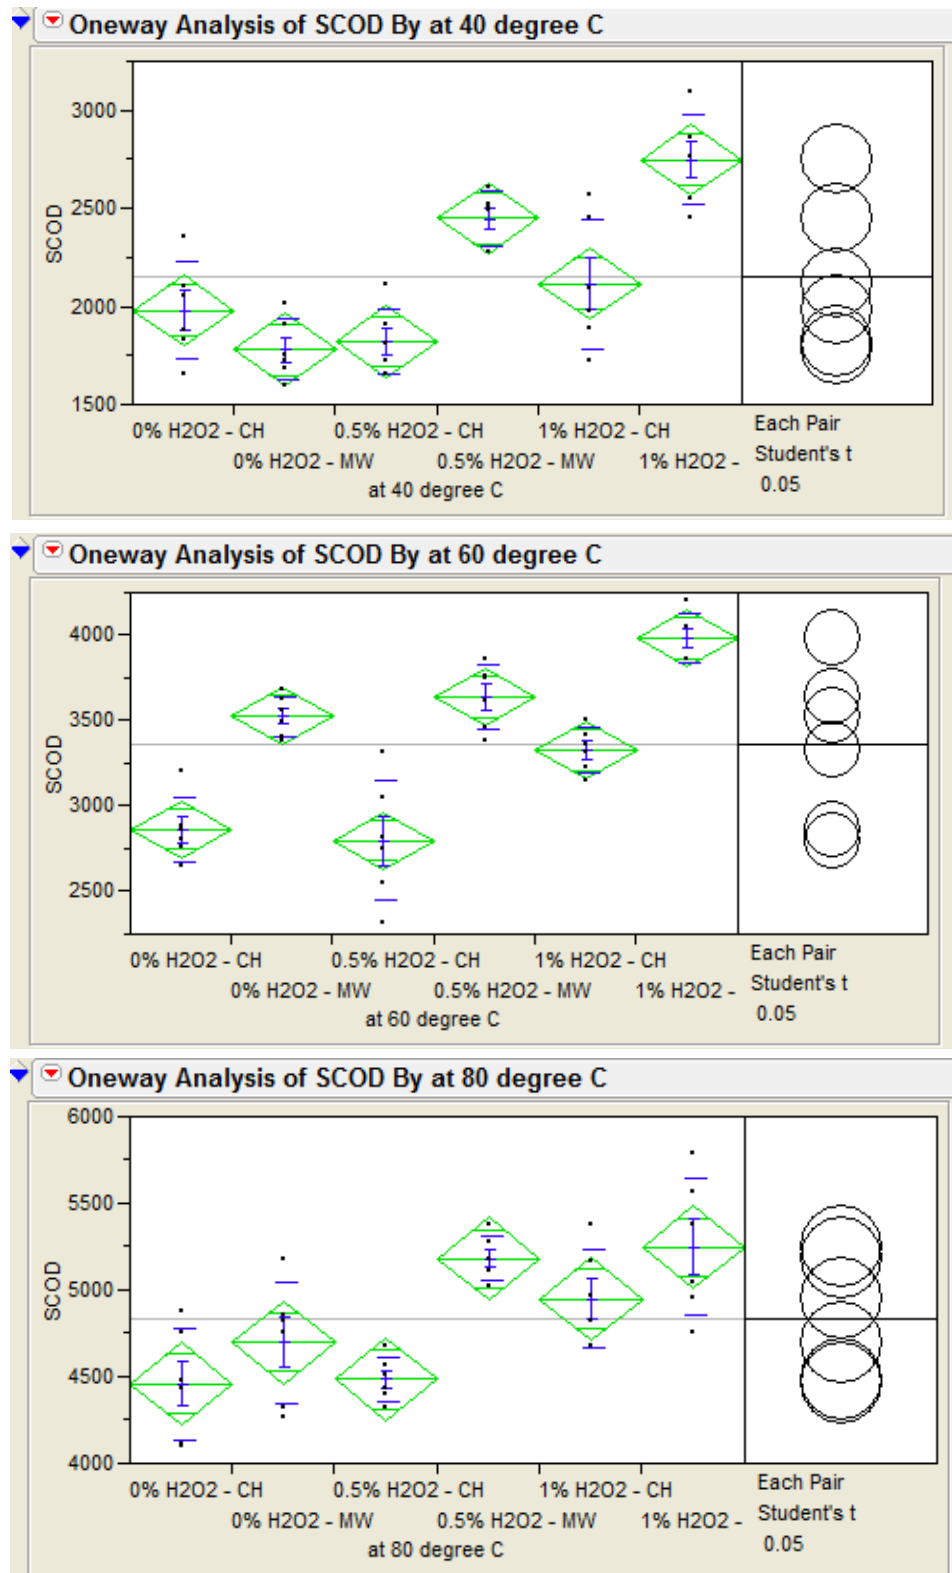 Oneway Analysis of SCOD By at 40 degree C
3000
2500
2000
1500
SCOD
0% H2O2 - CH 0.5% H2O2 - CH 1% H2O2 - CH
0% H2O2 - MW 0.5% H2O2 - MW 1% H2O2 -
at 40 degree C
Each Pair
Student's t
0.05
Oneway Analysis of SCOD By at 60 degree C
4000
3500
3000
2500
SCOD
0% H2O2 - CH 0.5% H2O2 - CH 1% H2O2 - CH
0% H2O2 - MW 0.5% H2O2 - MW 1% H2O2 -
at 60 degree C
Each Pair
Student's t
0.05
Oneway Analysis of SCOD By at 80 degree C
6000
5500
5000
4500
4000
SCOD
0% H2O2 - CH 0.5% H2O2 - CH 1% H2O2 - CH
0% H2O2 - MW 0.5% H2O2 - MW 1% H2O2 -
at 80 degree C
Each Pair
Student's t
0.05